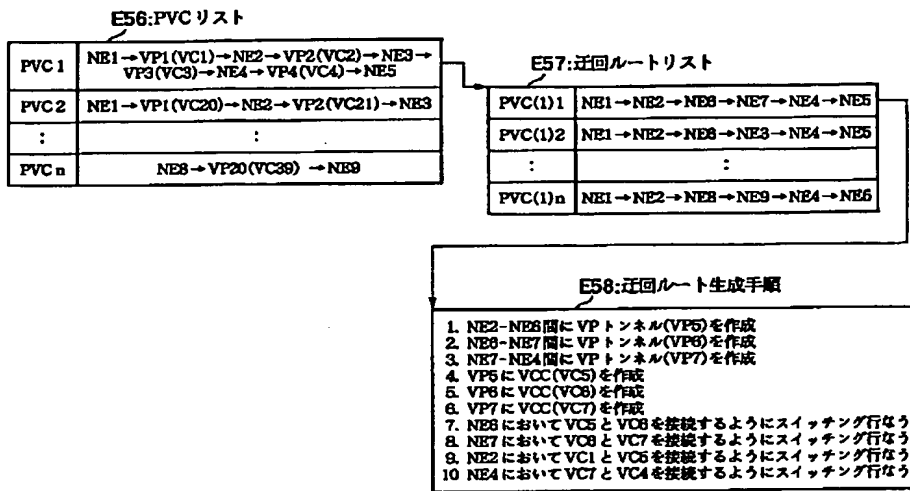 E56:PVCリスト
PVC 1
NE1→VP1(VC1)→NE2→VP2(VC2)→NE3→
VP3(VC3)→NE4→VP4(VC4)→NE5
PVC 2
NE1→VP1(VC20)→NE2→VP2(VC21)→NE3
:
:
PVC n
NE8→VP20(VC39) →NE9
E57:迂回ルートリスト
PVC(1)1
NE1→NE2→NE6→NE7→NE4→NE5
PVC(1)2
NE1→NE2→NE6→NE3→NE4→NE5
:
:
PVC(1)n
NE1→NE2→NE8→NE9→NE4→NE5
E58:迂回ルート生成手順
1. NE2-NE6間にVPトンネル(VP5)を作成
2. NE6-NE7間にVPトンネル(VP6)を作成
3. NE7-NE4間にVPトンネル(VP7)を作成
4. VP5にVCC(VC5)を作成
5. VP6にVCC(VC6)を作成
6. VP7にVCC(VC7)を作成
7. NE6においてVC5とVC6を接続するようにスイッチング行なう
8. NE7においてVC6とVC7を接続するようにスイッチング行なう
9. NE2においてVC1とVC5を接続するようにスイッチング行なう
10 NE4においてVC7とVC4を接続するようにスイッチング行なう